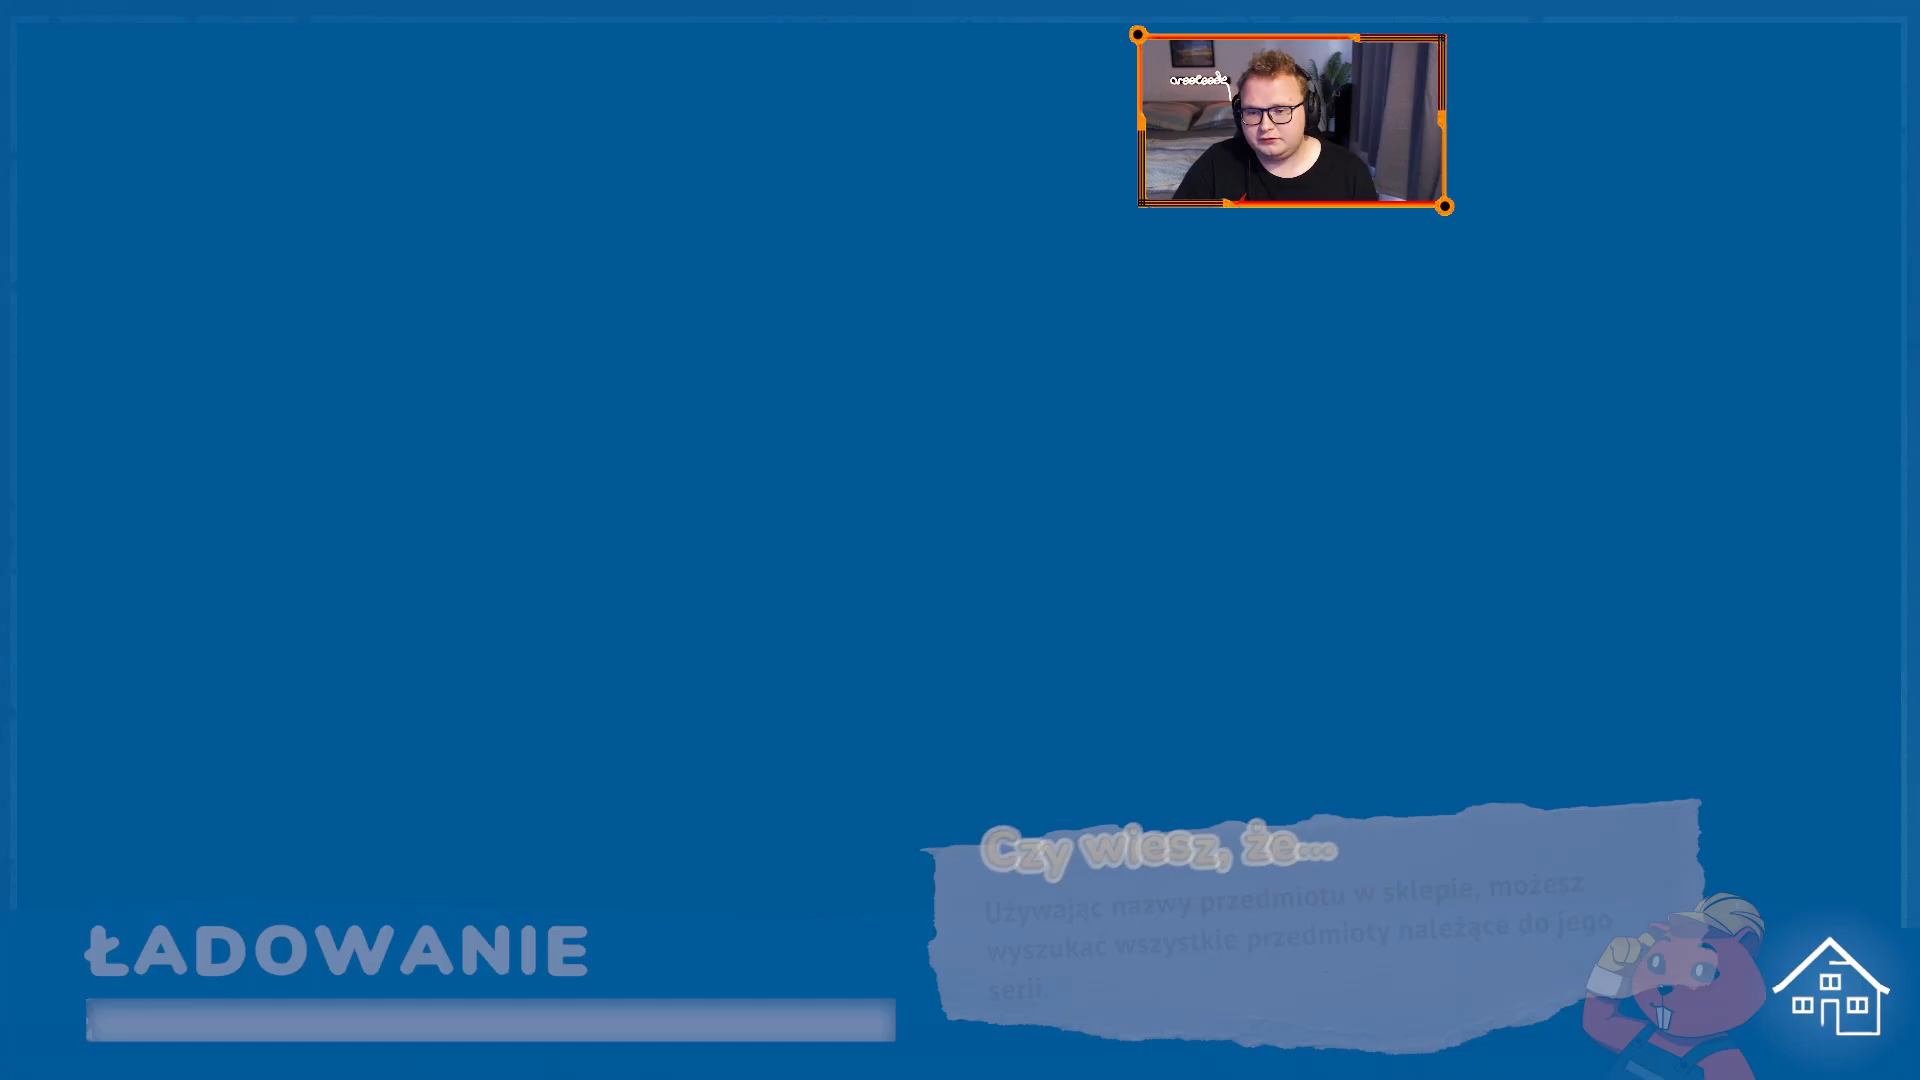 Czy wiesz, że...
Używając nazwy przedmiotu w sklepie, możesz
wyszukać wszystkie przedmioty należące do jego
serii.
ŁADOWANIE